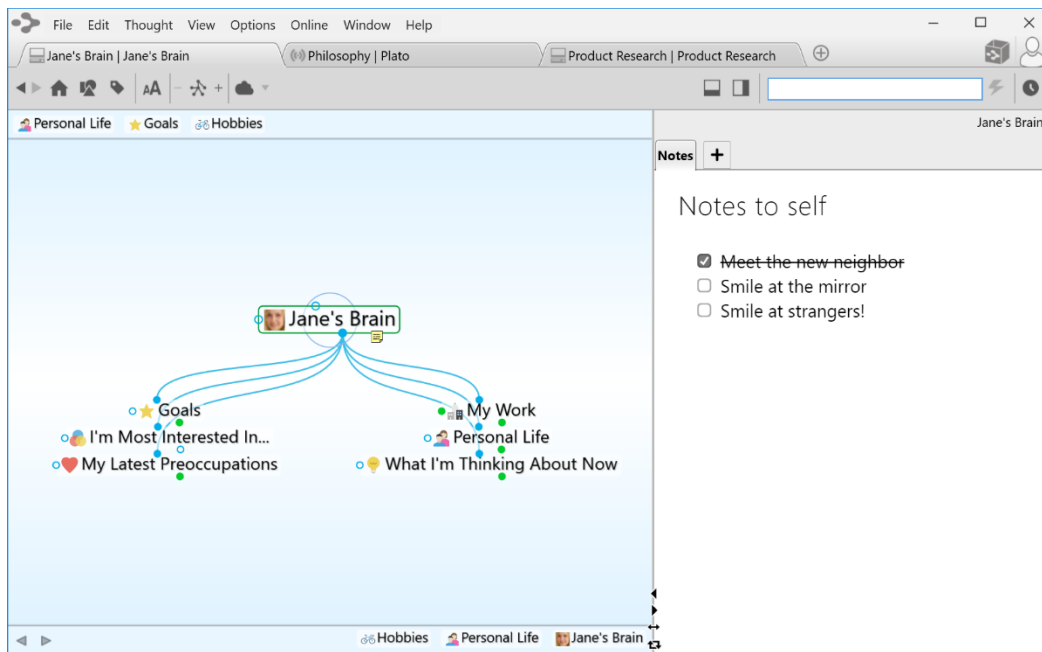 File Edit Thought View Options Online Window Help
Jane's Brain | Jane's Brain Philosophy | Plato Product Research | Product Research
AA
Personal Life Goals Hobbies
Jane's Brain
Notes
Notes to self
Meet the new neighbor
Smile at the mirror
Smile at strangers!
Jane's Brain
Goals My Work
I'm Most Interested In... Personal Life
My Latest Preoccupations What I'm Thinking About Now
Hobbies Personal Life Jane's Brain